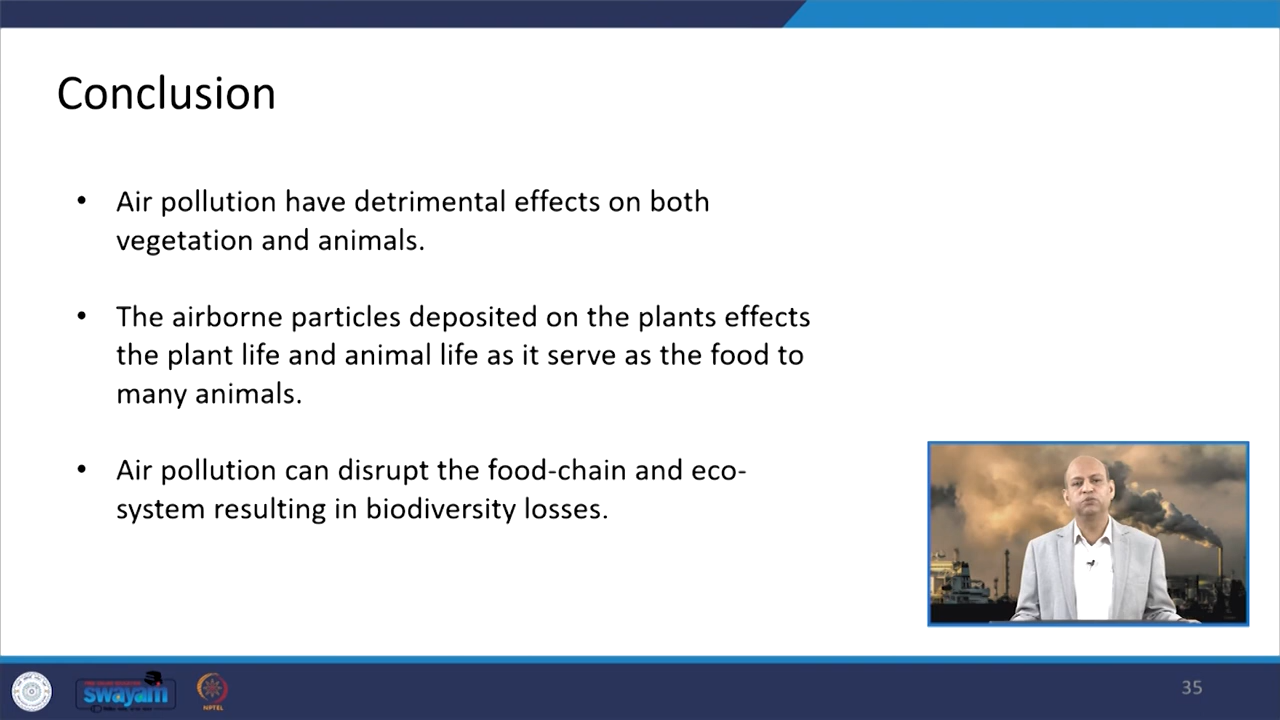 Conclusion
• Air pollution have detrimental effects on both
vegetation and animals.
• The airborne particles deposited on the plants effects
the plant life and animal life as it serve as the food to
many animals.
• Air pollution can disrupt the food-chain and eco-
system resulting in biodiversity losses.
swayam
NPTEL
35